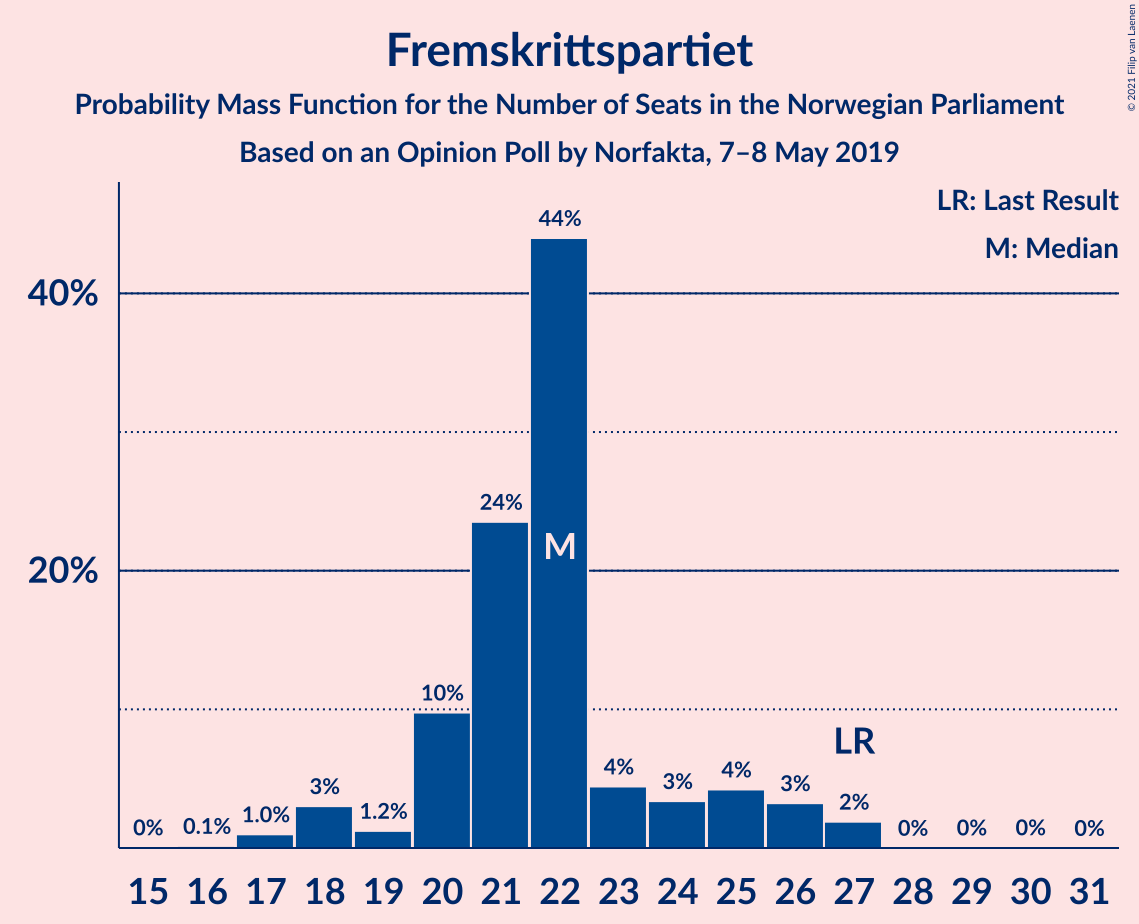 Fremskrittspartiet
Probability Mass Function for the Number of Seats in the Norwegian Parliament
Based on an Opinion Poll by Norfakta, 7–8 May 2019
© 2021 Filip van Laenen
LR: Last Result
M: Median
40%
20%
0%
0.1%
1.0%
3%
1.2%
10%
24%
44%
M
4%
3%
4%
3%
LR
2%
0%
0%
0%
0%
15 16 17 18 19 20 21 22 23 24 25 26 27 28 29 30 31